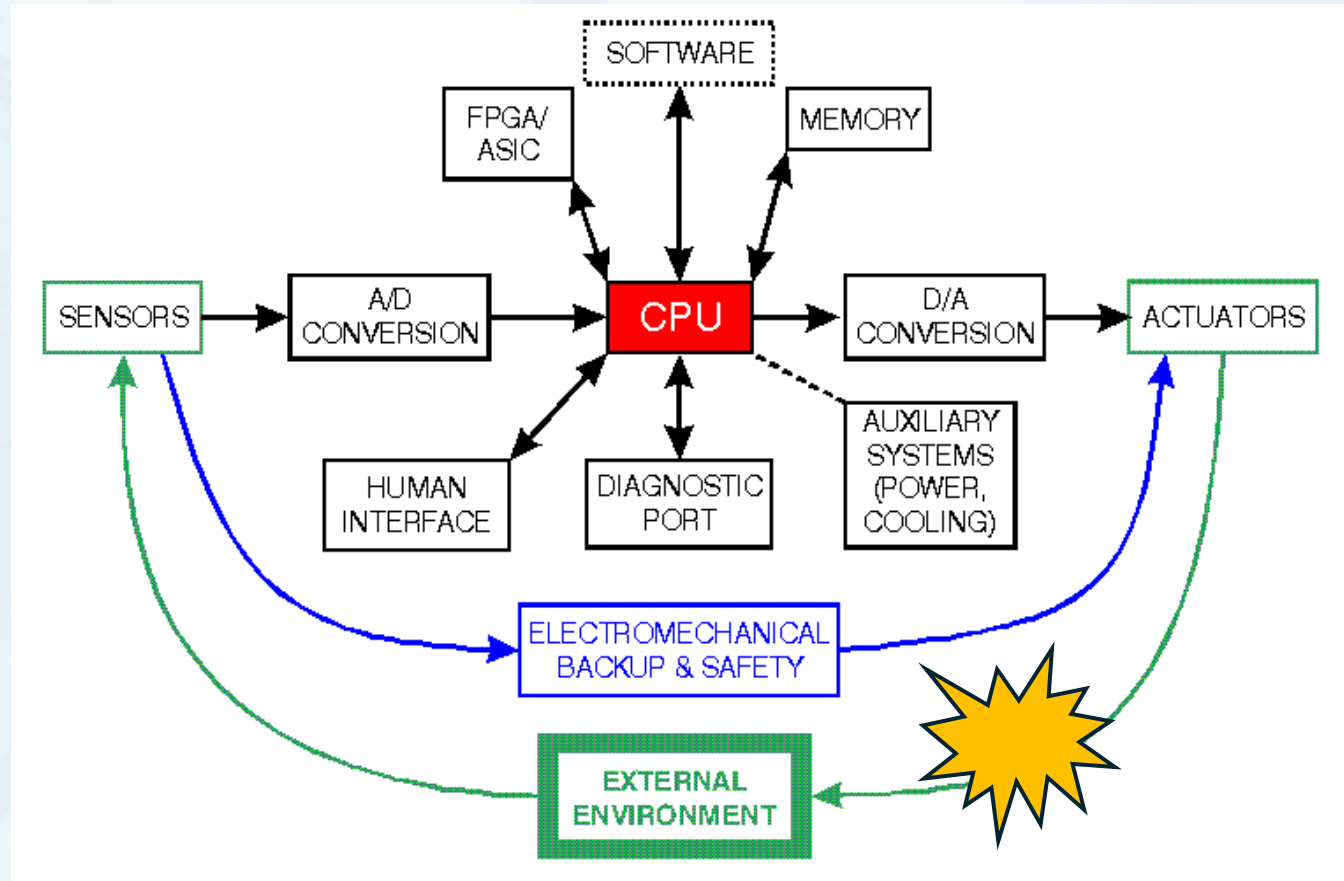 SOFTWARE
FPGA/
ASIC
MEMORY
SENSORS
A/D
CONVERSION
CPU
D/A
CONVERSION
ACTUATORS
HUMAN
INTERFACE
DIAGNOSTIC
PORT
AUXILIARY
SYSTEMS
(POWER,
COOLING)
ELECTROMECHANICAL
BACKUP & SAFETY
EXTERNAL
ENVIRONMENT